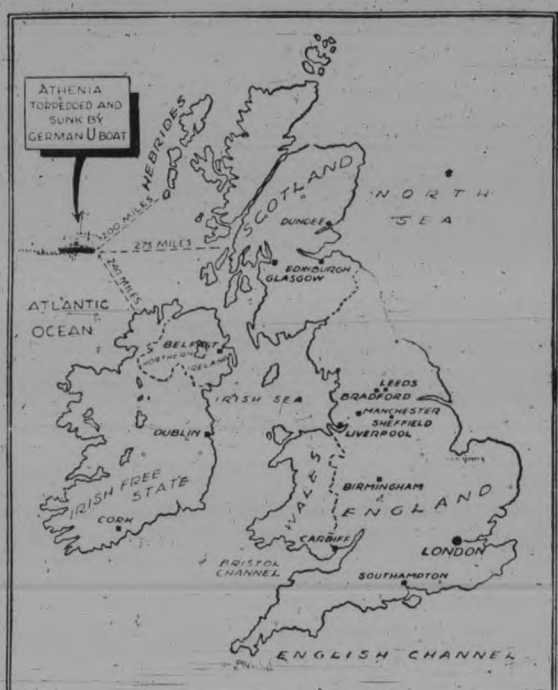 ATHENIA
TORPEDOED AND
SUNK BY
GERMAN U BOAT
HEBRIDES
200 MILES
275 MILES
240 MILES
SCOTLAND
NORTH
SEA
DUNDEE
EDINBURGH
GLASGOW
ATLANTIC
OCEAN
BELFAST
NORTHERN
IRELAND
IRISH SEA
LEEDS
BRADFORD
MANCHESTER
SHEFFIELD
LIVERPOOL
DUBLIN
IRISH FREE
STATE
WALES
BIRMINGHAM
ENGLAND
CORK
CARDIFF
LONDON
BRISTOL
CHANNEL
SOUTHAMPTON
ENGLISH CHANNEL